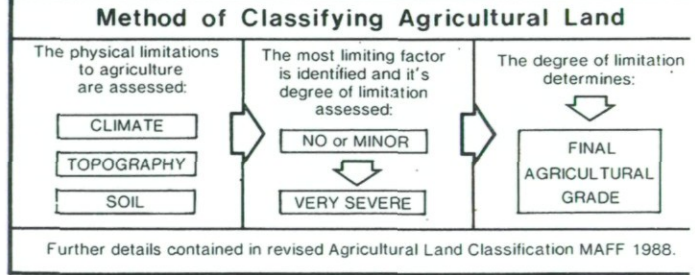 Method of Classifying Agricultural Land
The physical limitations
to agriculture
are assessed:
CLIMATE
TOPOGRAPHY
SOIL
The most limiting factor
is identified and it's
degree of limitation
assessed:
NO or MINOR
VERY SEVERE
The degree of limitation
determines:
FINAL
AGRICULTURAL
GRADE
Further details contained in revised Agricultural Land Classification MAFF 1988.